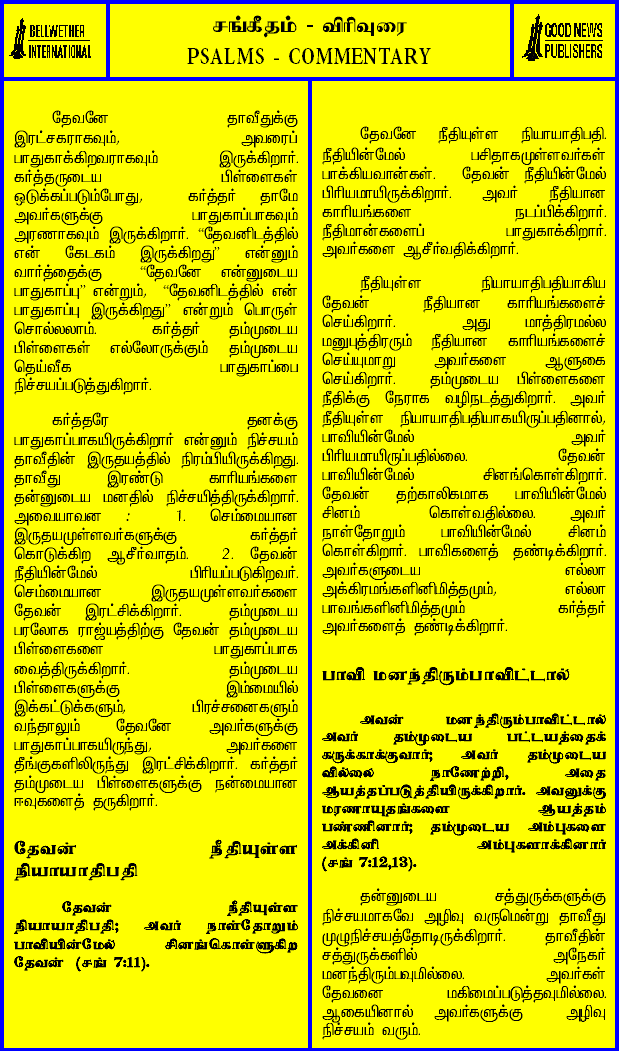 BELLWETHER
INTERNATIONAL
சங்கீதம் - விரிவுரை
PSALMS - COMMENTARY
GOOD NEWS
PUBLISHERS
தேவனே தாவீதுக்கு
இரட்சகராகவும், அவரைப்
பாதுகாக்கிறவராகவும் இருக்கிறார்.
கர்த்தருடைய பிள்ளைகள்
ஒடுக்கப்படும்போது, கர்த்தர் தாமே
அவர்களுக்கு பாதுகாப்பாகவும்
அரணாகவும் இருக்கிறார். “தேவனிடத்தில்
என் கேடகம் இருக்கிறது” என்னும்
வார்த்தைக்கு “தேவனே என்னுடைய
பாதுகாப்பு” என்றும், “தேவனிடத்தில் என்
பாதுகாப்பு இருக்கிறது” என்றும் பொருள்
சொல்லலாம். கர்த்தர் தம்முடைய
பிள்ளைகள் எல்லோருக்கும் தம்முடைய
தெய்வீக பாதுகாப்பை
நிச்சயப்படுத்துகிறார்.
கர்த்தரே தனக்கு
பாதுகாப்பாகயிருக்கிறார் என்னும் நிச்சயம்
தாவீதின் இருதயத்தில் நிரம்பியிருக்கிறது.
தாவீது இரண்டு காரியங்களை
தன்னுடைய மனதில் நிச்சயித்திருக்கிறார்.
அவையாவன : 1. செம்மையான
இருதயமுள்ளவர்களுக்கு கர்த்தர்
கொடுக்கிற ஆசீர்வாதம். 2. தேவன்
நீதியின்மேல் பிரியப்படுகிறவர்.
செம்மையான இருதயமுள்ளவர்களை
தேவன் இரட்சிக்கிறார். தம்முடைய
பரலோக ராஜ்யத்திற்கு தேவன் தம்முடைய
பிள்ளைகளை பாதுகாப்பாக
வைத்திருக்கிறார். தம்முடைய
பிள்ளைகளுக்கு இம்மையில்
இக்கட்டுக்களும், பிரச்சனைகளும்
வந்தாலும் தேவனே அவர்களுக்கு
பாதுகாப்பாகயிருந்து, அவர்களை
தீங்குகளிலிருந்து இரட்சிக்கிறார். கர்த்தர்
தம்முடைய பிள்ளைகளுக்கு நன்மையான
ஈவுகளைத் தருகிறார்.
தேவன் நீதியுள்ள
நியாயாதிபதி
தேவன் நீதியுள்ள
நியாயாதிபதி; அவர் நாள்தோறும்
பாவியின்மேல் சினங்கொள்ளுகிற
தேவன் (சங் 7:11).
தேவனே நீதியுள்ள நியாயாதிபதி.
நீதியின்மேல் பசிதாகமுள்ளவர்கள்
பாக்கியவான்கள். தேவன் நீதியின்மேல்
பிரியமாயிருக்கிறார். அவர் நீதியான
காரியங்களை நடப்பிக்கிறார்.
நீதிமான்களைப் பாதுகாக்கிறார்.
அவர்களை ஆசீர்வதிக்கிறார்.
நீதியுள்ள நியாயாதிபதியாகிய
தேவன் நீதியான காரியங்களைச்
செய்கிறார். அது மாத்திரமல்ல
மனுபுத்திரரும் நீதியான காரியங்களைச்
செய்யுமாறு அவர்களை ஆளுகை
செய்கிறார். தம்முடைய பிள்ளைகளை
நீதிக்கு நேராக வழிநடத்துகிறார். அவர்
நீதியுள்ள நியாயாதிபதியாகயிருப்பதினால்,
பாவியின்மேல் அவர்
பிரியமாயிருப்பதில்லை. தேவன்
பாவியின்மேல் சினங்கொள்கிறார்.
தேவன் தற்காலிகமாக பாவியின்மேல்
சினம் கொள்வதில்லை. அவர்
நாள்தோறும் பாவியின்மேல் சினம்
கொள்கிறார். பாவிகளைத் தண்டிக்கிறார்.
அவர்களுடைய எல்லா
அக்கிரமங்களினிமித்தமும், எல்லா
பாவங்களினிமித்தமும் கர்த்தர்
அவர்களைத் தண்டிக்கிறார்.
பாவி மனந்திரும்பாவிட்டால்
அவன் மனந்திரும்பாவிட்டால்
அவர் தம்முடைய பட்டயத்தைக்
கருக்காக்குவார்; அவர் தம்முடைய
வில்லை நாணேற்றி, அதை
ஆயத்தப்படுத்தியிருக்கிறார். அவனுக்கு
மரணாயுதங்களை ஆயத்தம்
பண்ணினார்; தம்முடைய அம்புகளை
அக்கினி அம்புகளாக்கினார்
(சங் 7:12,13).
தன்னுடைய சத்துருக்களுக்கு
நிச்சயமாகவே அழிவு வருமென்று தாவீது
முழுநிச்சயத்தோடிருக்கிறார். தாவீதின்
சத்துருக்களில் அநேகர்
மனந்திரும்பவுமில்லை. அவர்கள்
தேவனை மகிமைப்படுத்தவுமில்லை.
ஆகையினால் அவர்களுக்கு அழிவு
நிச்சயம் வரும்.